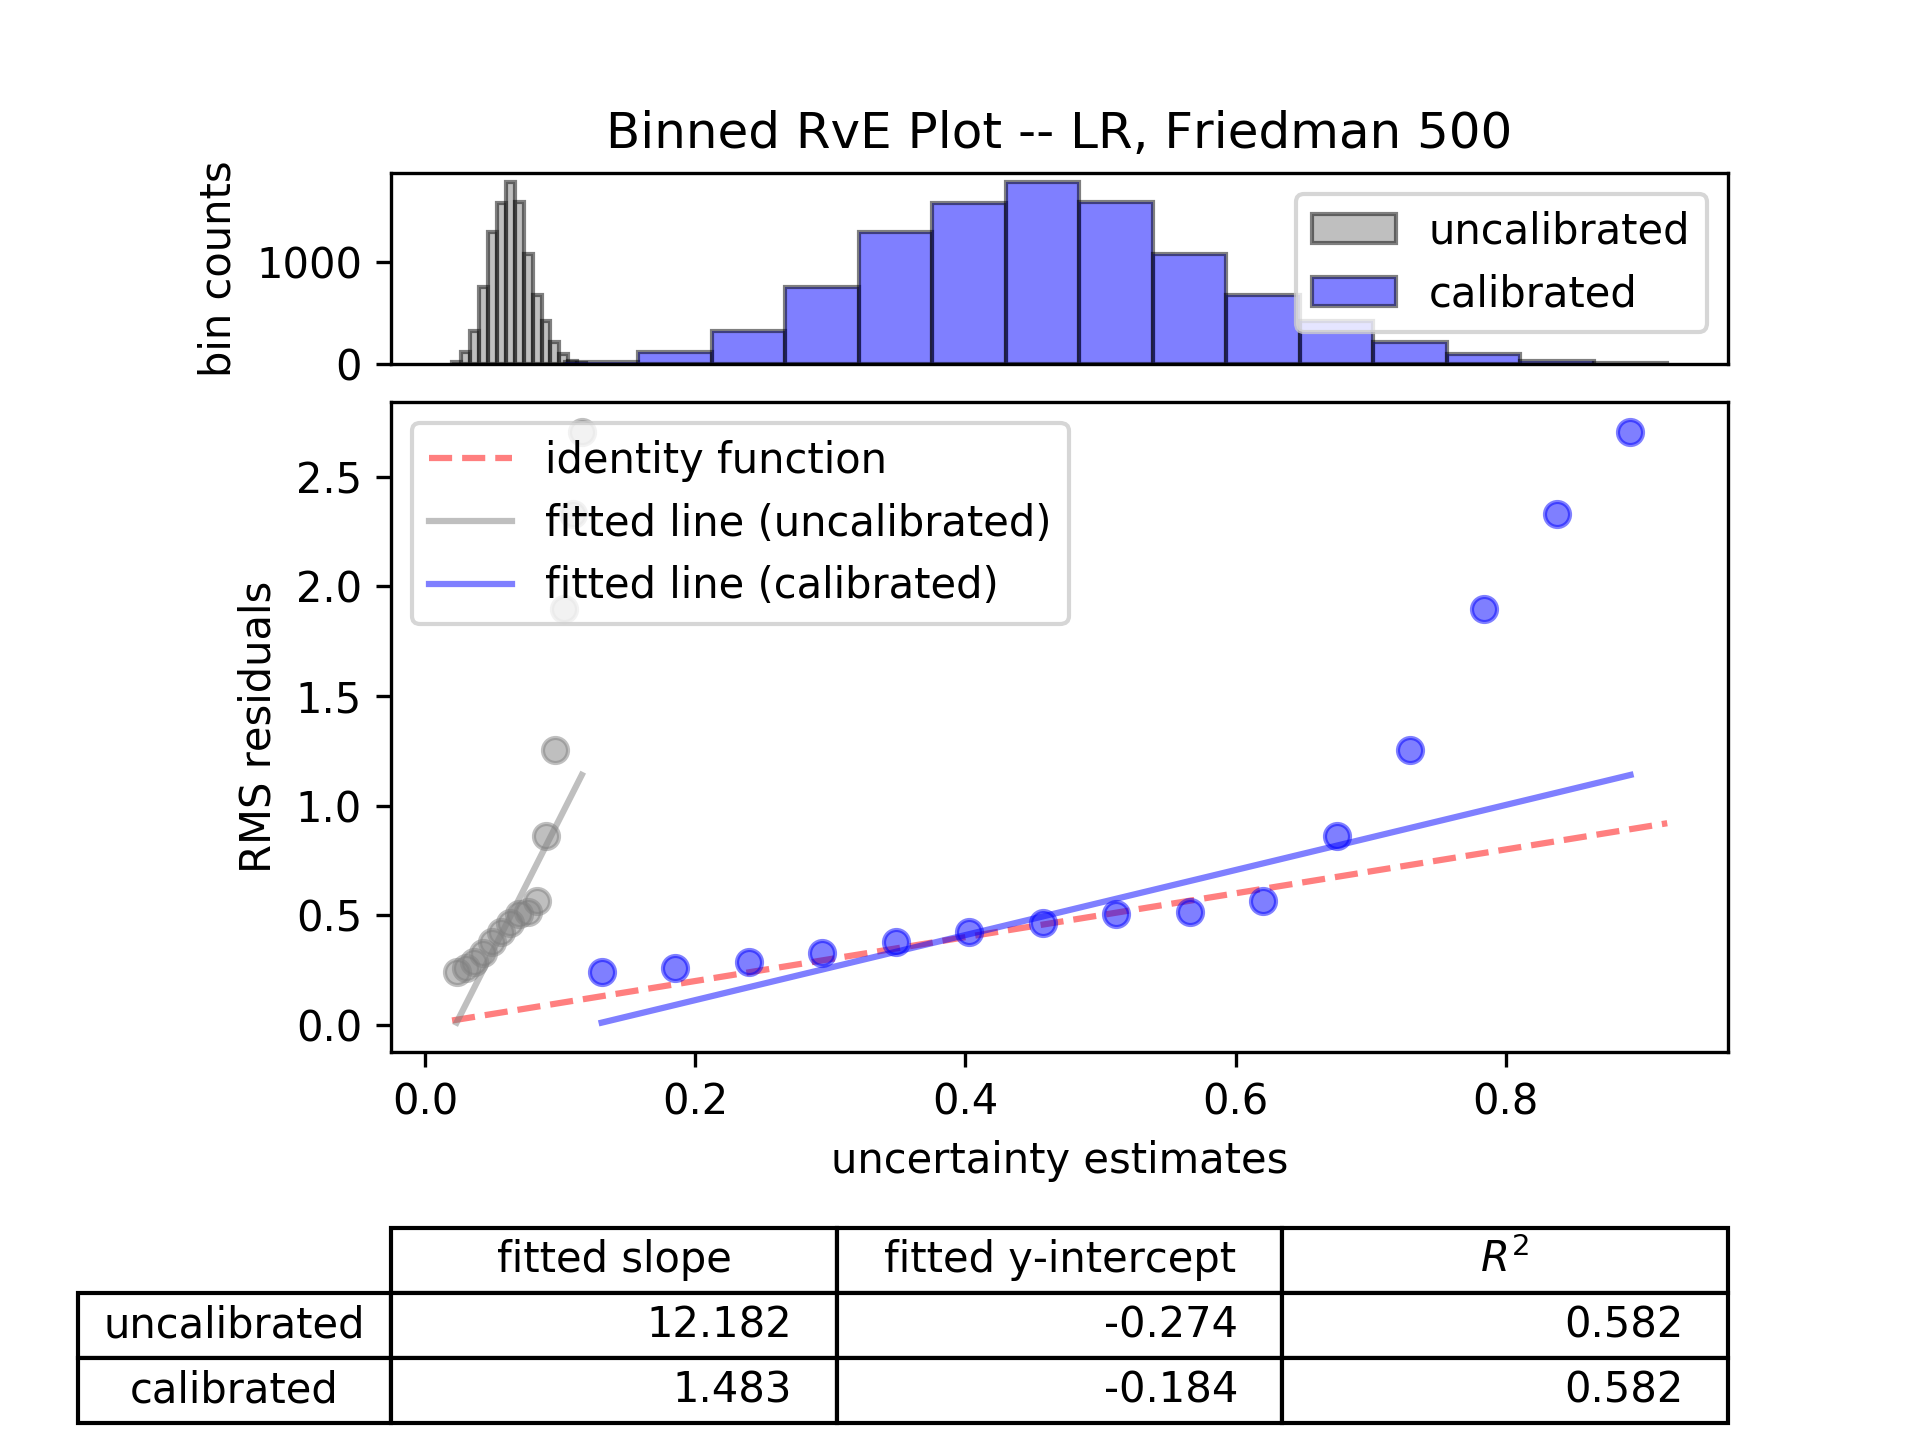 Binned RvE Plot -- LR, Friedman 500
bin counts
1000
0
uncalibrated
calibrated
RMS residuals
2.5
2.0
1.5
1.0
0.5
0.0
identity function
fitted line (uncalibrated)
fitted line (calibrated)
0.0 0.2 0.4 0.6 0.8
uncertainty estimates
fitted slope fitted y-intercept R²
uncalibrated 12.182 -0.274 0.582
calibrated 1.483 -0.184 0.582